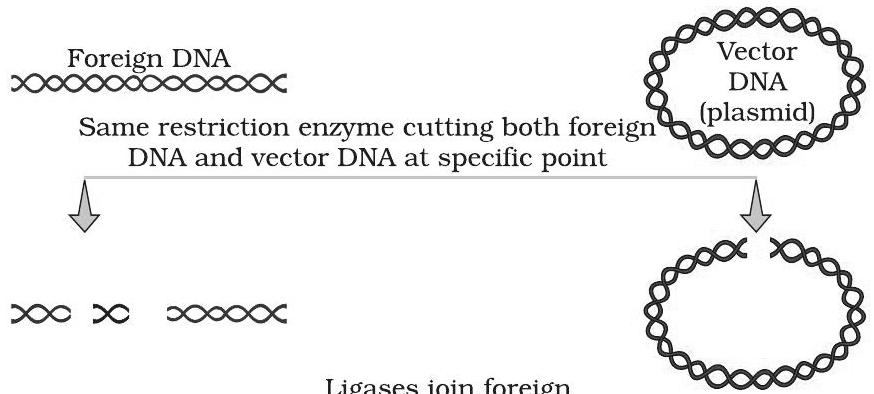 Foreign DNA
Vector
DNA
(plasmid)
Same restriction enzyme cutting both foreign
DNA and vector DNA at specific point
Ligases join foreign